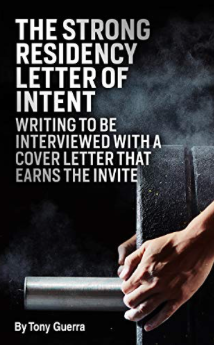 THE STRONG
RESIDENCY
LETTER OF
INTENT
WRITING TO BE
INTERVIEWED WITH A
COVER LETTER THAT
EARNS THE INVITE
By Tony Guerra